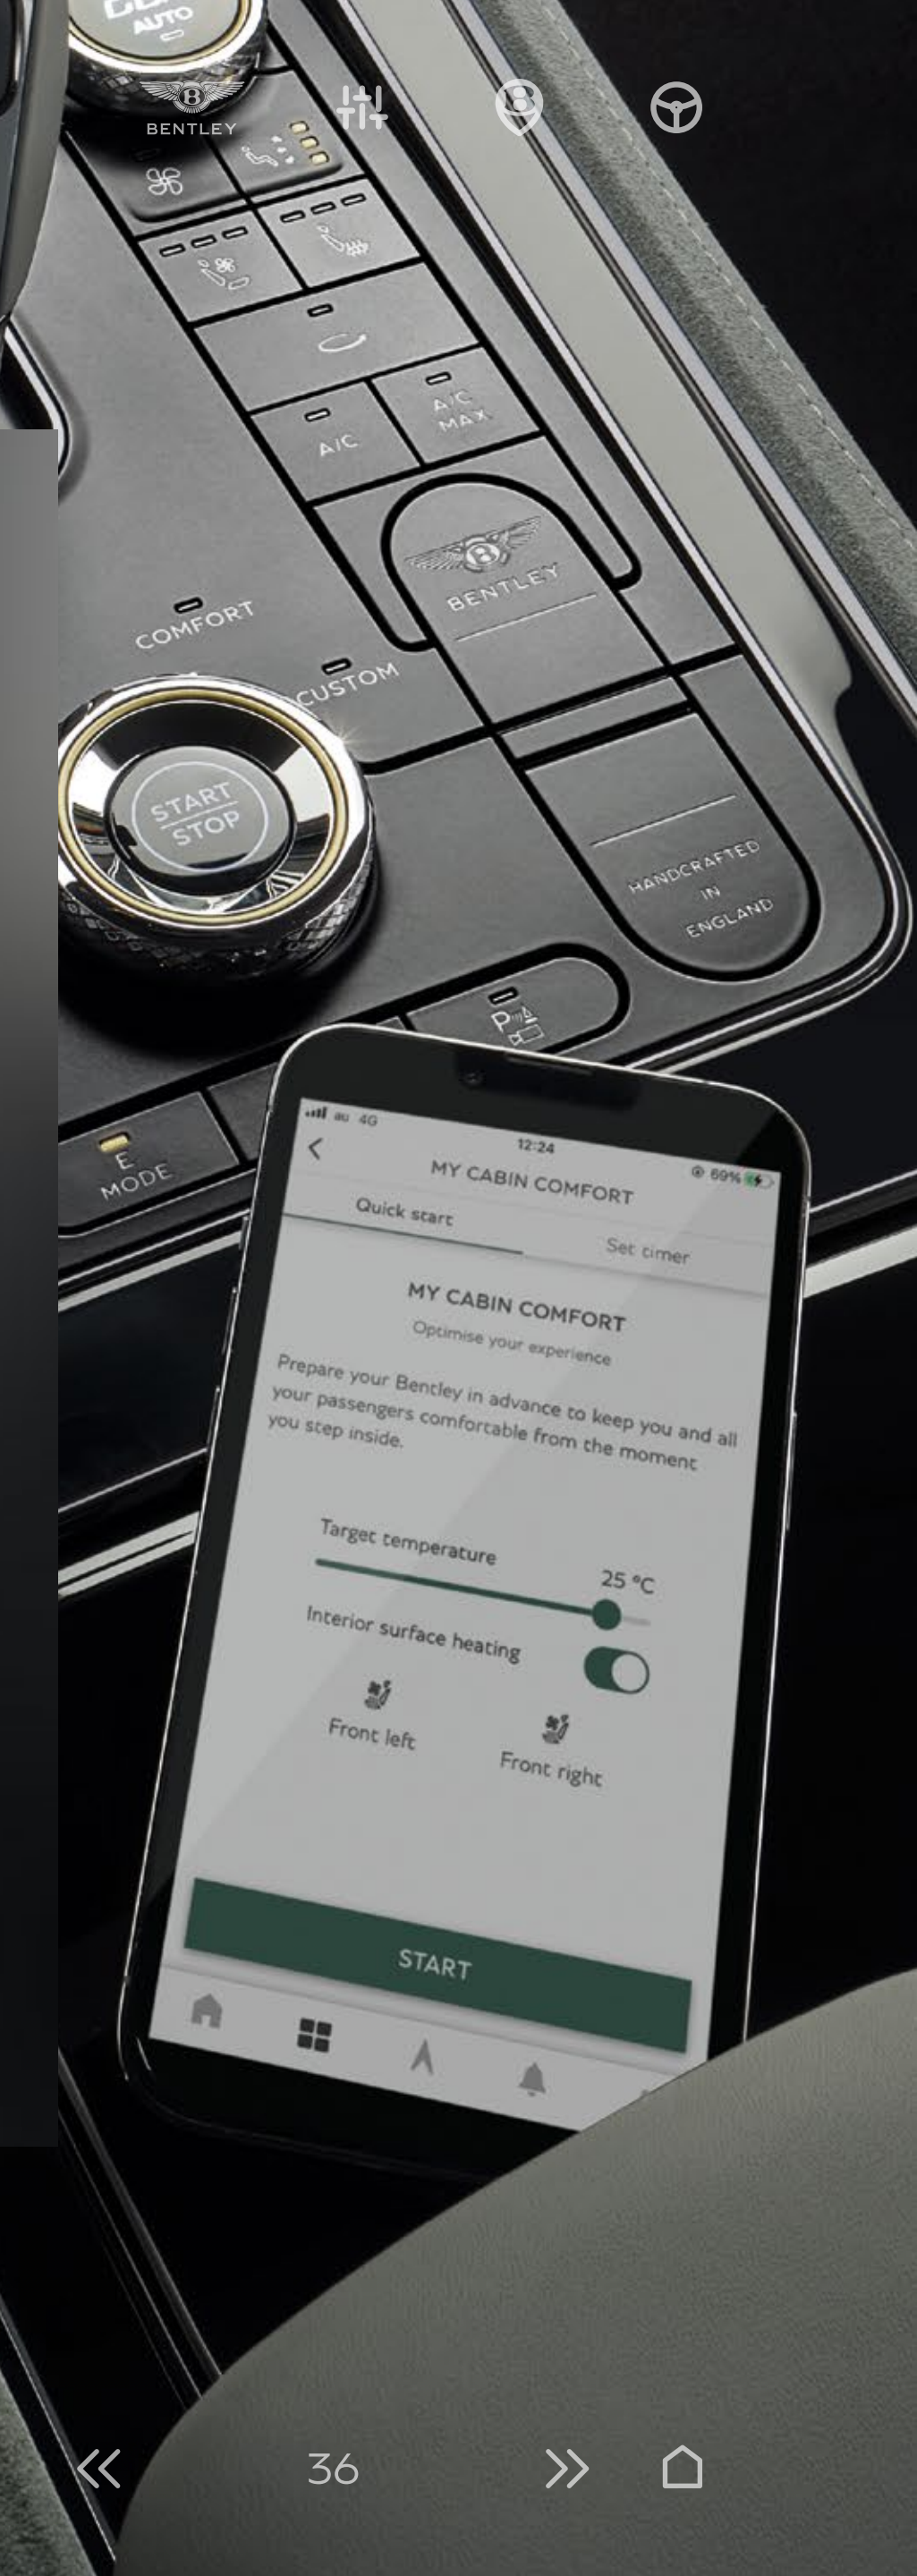 AUTO
BENTLEY
A/C
A/C
MAX
BENTLEY
COMFORT
CUSTOM
START
STOP
HANDCRAFTED
IN
ENGLAND
P
E
MODE
au 4G
12:24
69%
MY CABIN COMFORT
Quick start
Set timer
MY CABIN COMFORT
Optimise your experience
Prepare your Bentley in advance to keep you and all
your passengers comfortable from the moment
you step inside.
Target temperature
25 °C
Interior surface heating
Front left
Front right
START
36